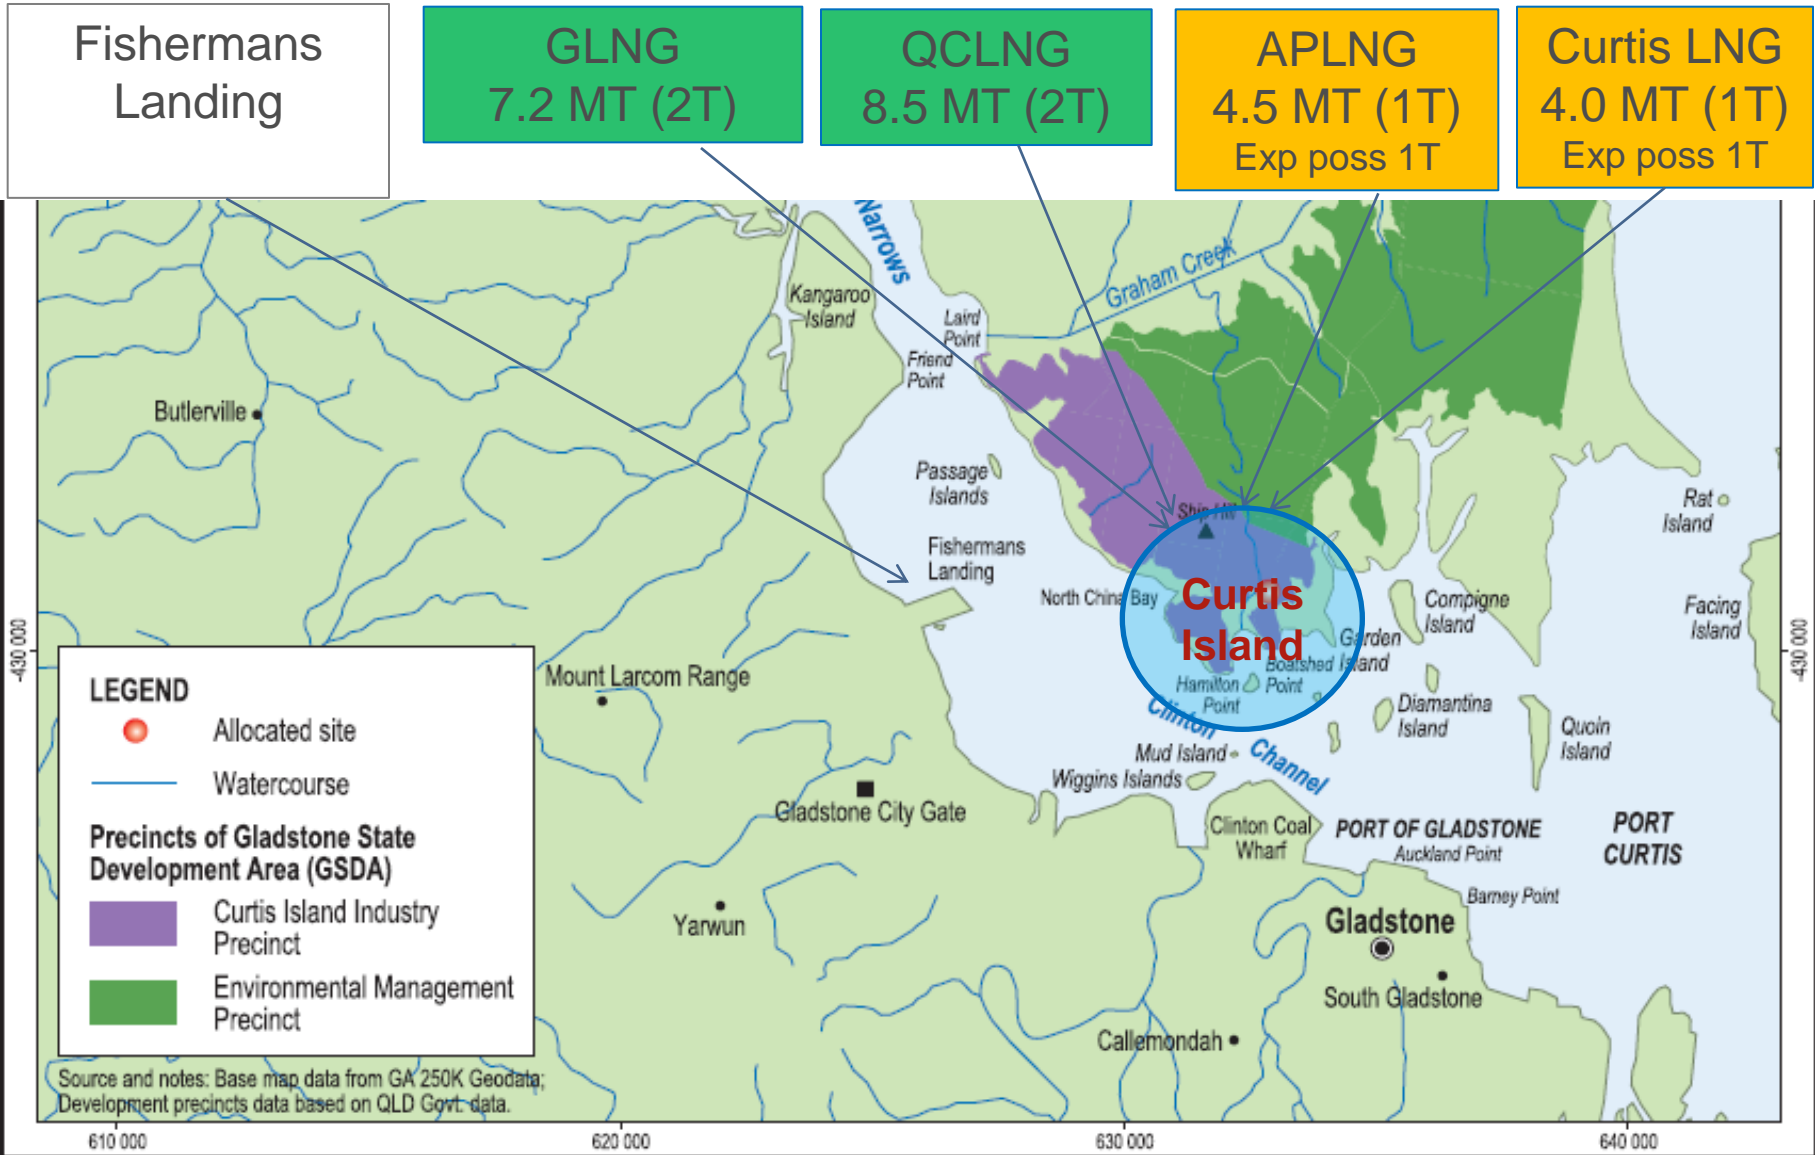 Fishermans
Landing
GLNG
7.2 MT (2T)
QCLNG
8.5 MT (2T)
APLNG
4.5 MT (1T)
Exp poss 1T
Curtis LNG
4.0 MT (1T)
Exp poss 1T
Narrows
Graham Creek
Kangaroo
Island
Laird
Point
Friend
Point
Butlerville
Passage
Islands
Ship Hill
Rat
Island
Fishermans
Landing
North China Bay
Curtis
Island
Compigne
Island
Facing
Island
Garden
Island
Boatshed
Point
Hamilton
Point
-430 000
-430 000
Mount Larcom Range
Clinton
Channel
Diamantina
Island
Quoin
Island
Mud Island
Wiggins Islands
Gladstone City Gate
Clinton Coal
Wharf
PORT OF GLADSTONE
Auckland Point
PORT
CURTIS
Barney Point
Yarwun
Gladstone
South Gladstone
Callemondah
LEGEND
Allocated site
Watercourse
Precincts of Gladstone State
Development Area (GSDA)
Curtis Island Industry
Precinct
Environmental Management
Precinct
Source and notes: Base map data from GA 250K Geodata;
Development precincts data based on QLD Govt. data.
610 000
620 000
630 000
640 000